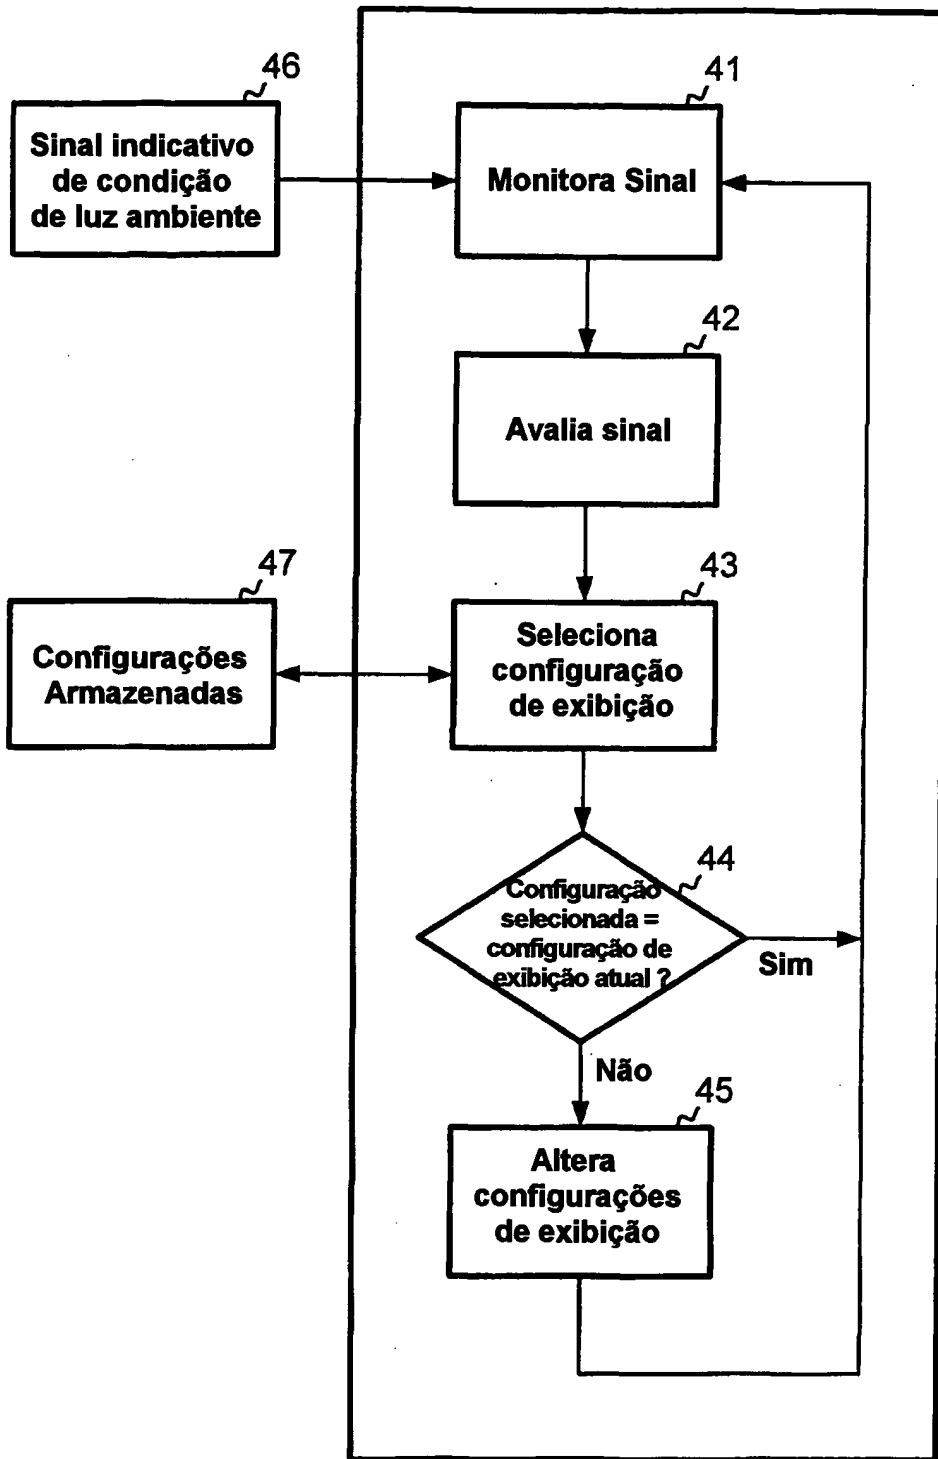 46
Sinal indicativo
de condição
de luz ambiente
41
Monitora Sinal
42
Avalia sinal
47
Configurações
Armazenadas
43
Seleciona
configuração
de exibição
44
Configuração
selecionada =
configuração de
exibição atual ?
Sim
Não
45
Altera
configurações
de exibição